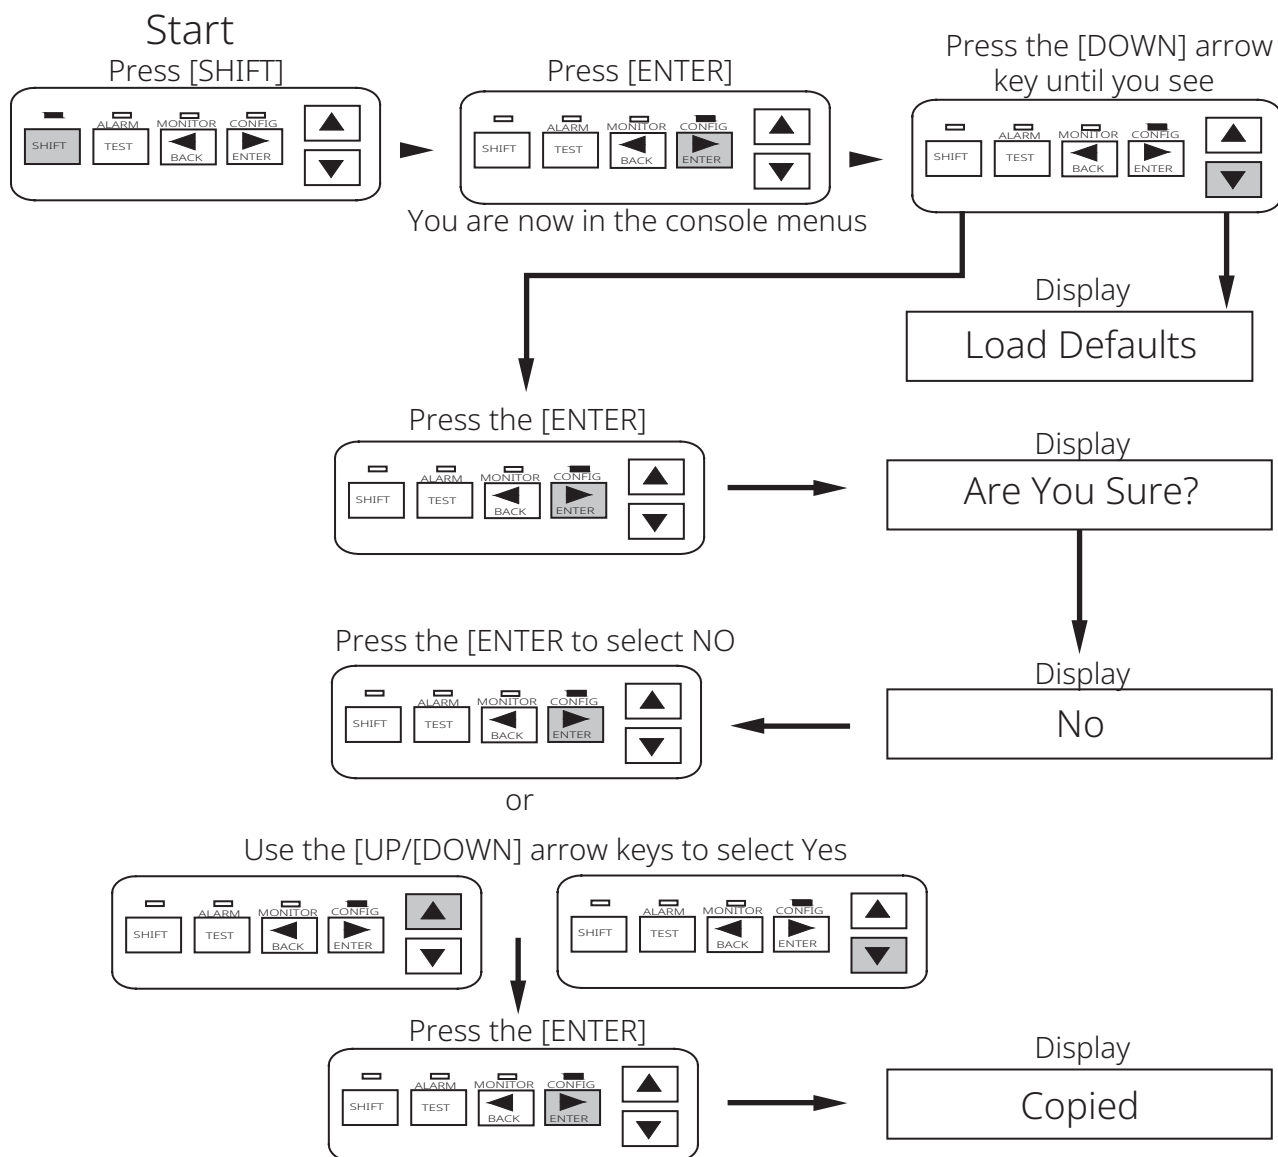 Start
Press [SHIFT]
Press [ENTER]
Press the [DOWN] arrow
key until you see
ALARM MONITOR CONFIG
SHIFT TEST BACK ENTER
ALARM MONITOR CONFIG
SHIFT TEST BACK ENTER
ALARM MONITOR CONFIG
SHIFT TEST BACK ENTER
You are now in the console menus
Display
Load Defaults
Press the [ENTER]
ALARM MONITOR CONFIG
SHIFT TEST BACK ENTER
Display
Are You Sure?
Press the [ENTER to select NO
ALARM MONITOR CONFIG
SHIFT TEST BACK ENTER
Display
No
or
Use the [UP/[DOWN] arrow keys to select Yes
ALARM MONITOR CONFIG
SHIFT TEST BACK ENTER
ALARM MONITOR CONFIG
SHIFT TEST BACK ENTER
Press the [ENTER]
ALARM MONITOR CONFIG
SHIFT TEST BACK ENTER
Display
Copied